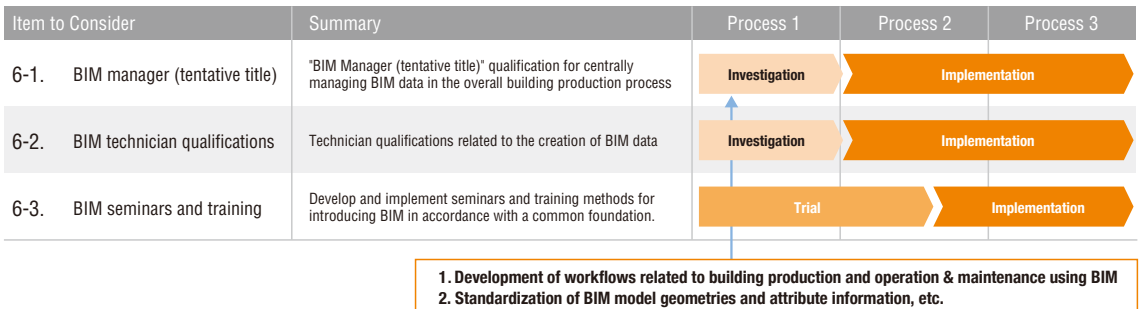 Item to Consider Summary Process 1 Process 2 Process 3
6-1. BIM manager (tentative title)
"BIM Manager (tentative title)" qualification for centrally
managing BIM data in the overall building production process
Investigation Implementation
6-2. BIM technician qualifications
Technician qualifications related to the creation of BIM data
Investigation Implementation
6-3. BIM seminars and training
Develop and implement seminars and training methods for
introducing BIM in accordance with a common foundation.
Trial Implementation
1. Development of workflows related to building production and operation & maintenance using BIM
2. Standardization of BIM model geometries and attribute information, etc.